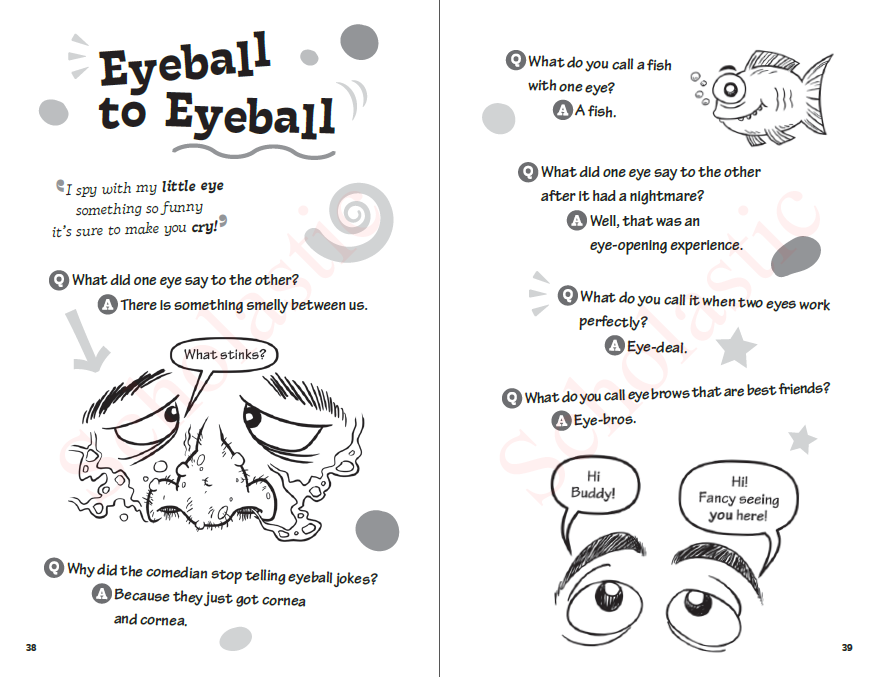 Eyeball
to Eyeball
‘I spy with my little eye
something so funny
it's sure to make you cry!’
Q What did one eye say to the other?
A There is something smelly between us.
What stinks?
Q Why did the comedian stop telling eyeball jokes?
A Because they just got cornea
and cornea.
38
Scholastic
Q What do you call a fish
with one eye?
A A fish.
Q What did one eye say to the other
after it had a nightmare?
A Well, that was an
eye-opening experience.
Q What do you call it when two eyes work
perfectly?
A Eye-deal.
Q What do you call eye brows that are best friends?
A Eye-bros.
Hi
Buddy!
Hi!
Fancy seeing
you here!
39
Scholastic